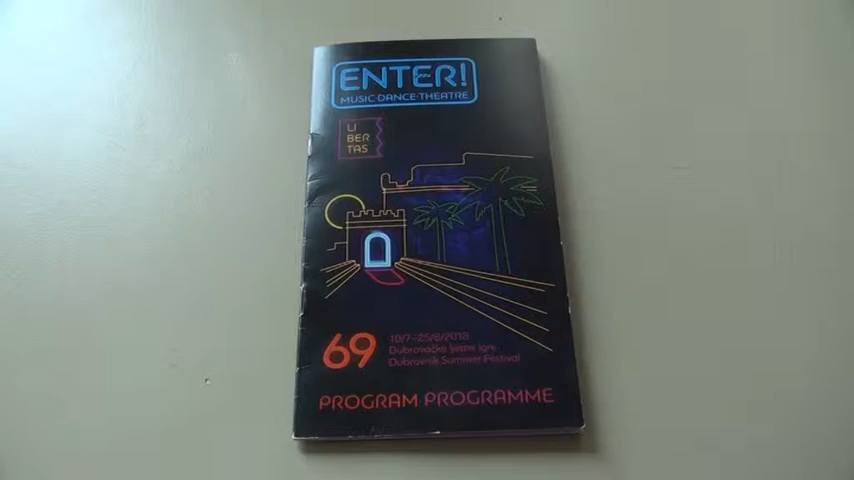 ENTER!
MUSIC·DANCE·THEATRE
LI
BER
TAS
69
10/7–25/8/2018
Dubrovačke ljetne igre
Dubrovnik Summer Festival
PROGRAM·PROGRAMME